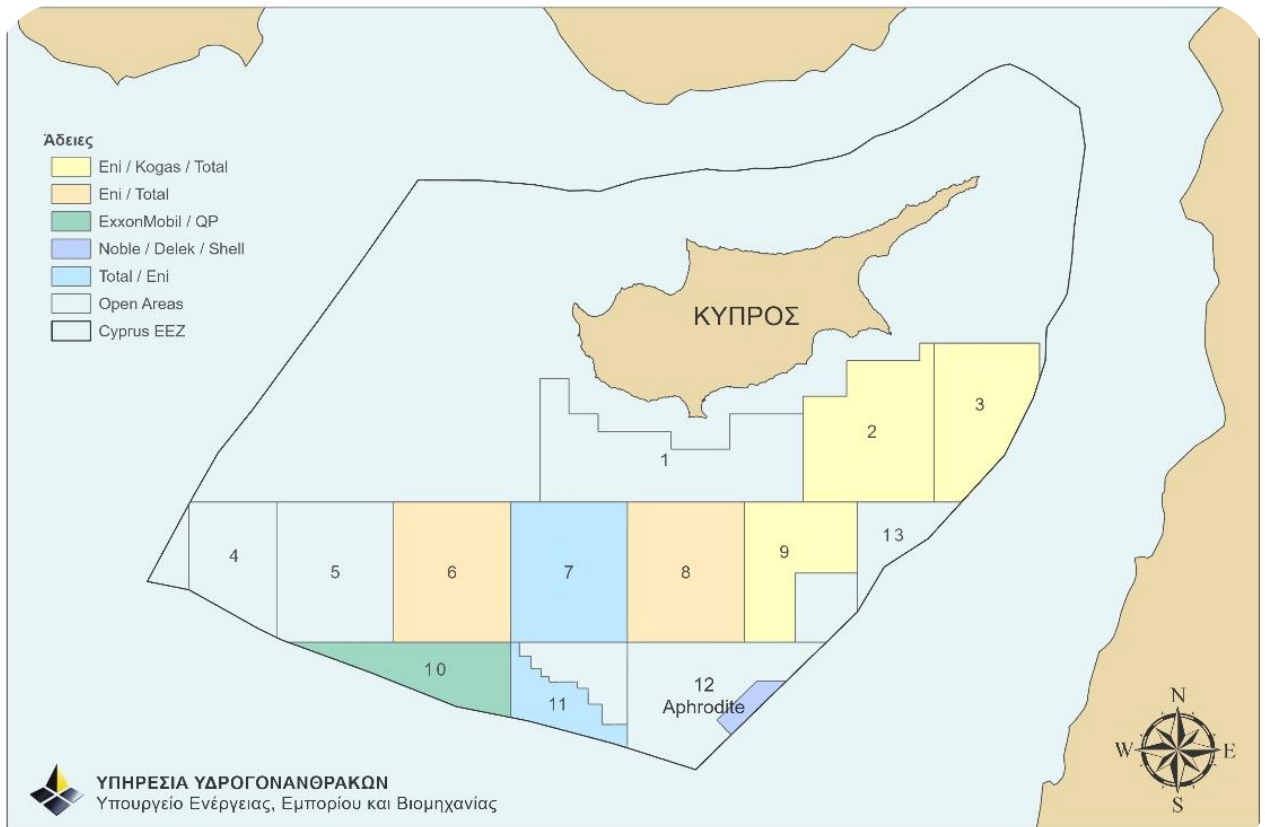 Άδειες
Eni / Kogas / Total
Eni / Total
ExxonMobil / QP
Noble / Delek / Shell
Total / Eni
Open Areas
Cyprus EEZ
ΚΥΠΡΟΣ
3
2
1
13
9
4
5
6
7
8
10
12
Aphrodite
11
N
W
E
S
ΥΠΗΡΕΣΙΑ ΥΔΡΟΓΟΝΑΝΘΡΑΚΩΝ
Υπουργείο Ενέργειας, Εμπορίου και Βιομηχανίας